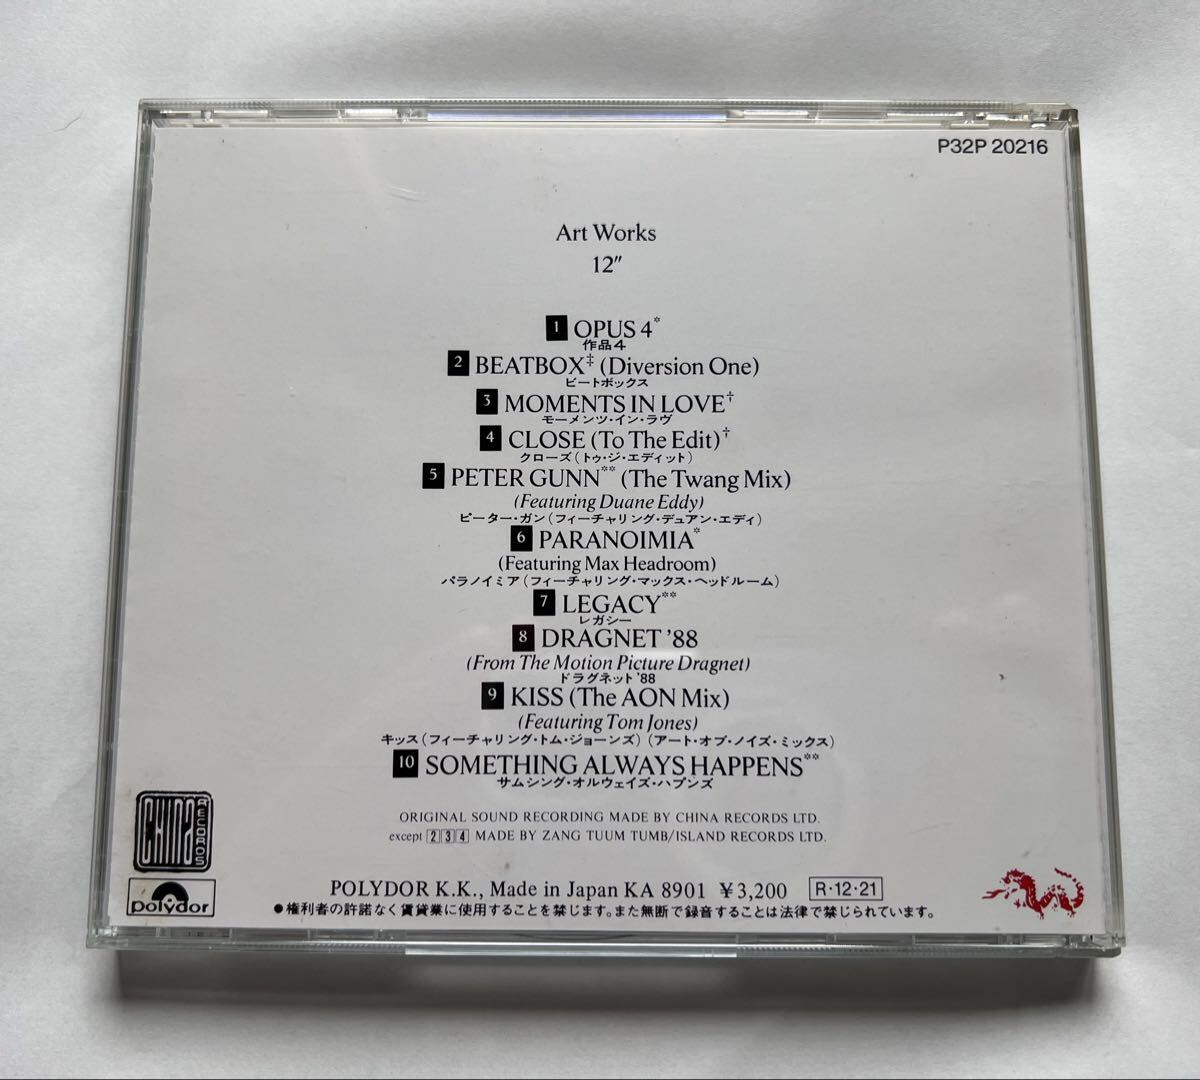 P32P 20216
Art Works
12"
1 OPUS 4*
作品4
2 BEATBOX‡ (Diversion One)
ビートボックス
3 MOMENTS IN LOVE†
モーメンツ・イン・ラヴ
4 CLOSE (To The Edit)†
クローズ(トゥ・ジ・エディット)
5 PETER GUNN** (The Twang Mix)
(Featuring Duane Eddy)
ピーター・ガン(フィーチャリング・デュアン・エディ)
6 PARANOIMIA*
(Featuring Max Headroom)
パラノイミア(フィーチャリング・マックス・ヘッドルーム)
7 LEGACY**
レガシー
8 DRAGNET '88
(From The Motion Picture Dragnet)
ドラグネット'88
9 KISS (The AON Mix)
(Featuring Tom Jones)
キッス(フィーチャリング・トム・ジョーンズ)(アート・オブ・ノイズ・ミックス)
10 SOMETHING ALWAYS HAPPENS**
サムシング・オルウェイズ・ハプンズ
ORIGINAL SOUND RECORDING MADE BY CHINA RECORDS LTD.
except 2 3 4 MADE BY ZANG TUUM TUMB/ISLAND RECORDS LTD.
CHINA RECORDS
polydor
POLYDOR K.K., Made in Japan KA 8901 ¥3,200 R・12・21
●権利者の許諾なく賃貸業に使用することを禁じます。また無断で録音することは法律で禁じられています。